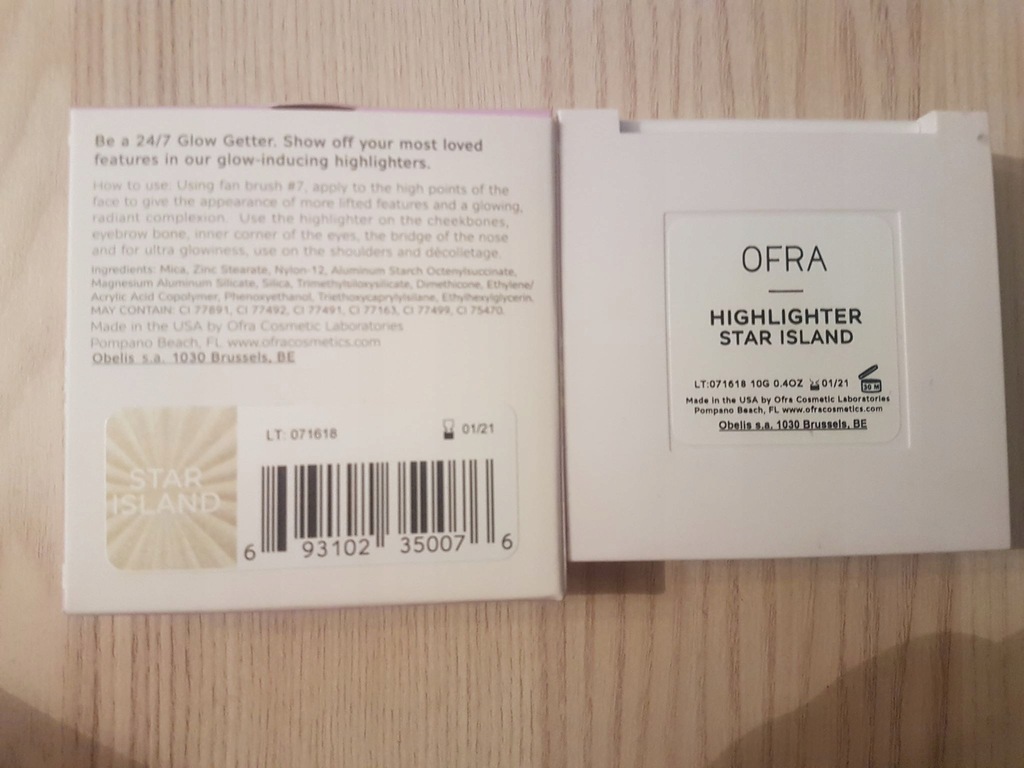 Be a 24/7 Glow Getter. Show off your most loved
features in our glow-inducing highlighters.
How to use: Using fan brush #7, apply to the high points of the
face to give the appearance of more lifted features and a glowing,
radiant complexion. Use the highlighter on the cheekbones,
eyebrow bone, inner corner of the eyes, the bridge of the nose
and for ultra glowiness, use on the shoulders and décolletage.
Ingredients: Mica, Zinc Stearate, Nylon-12, Aluminum Starch Octenylsuccinate,
Magnesium Aluminum Silicate, Silica, Trimethylsiloxysilicate, Dimethicone, Ethylene/
Acrylic Acid Copolymer, Phenoxyethanol, Triethoxycaprylylsilane, Ethylhexylglycerin.
MAY CONTAIN: CI 77891, CI 77492, CI 77491, CI 77163, CI 77499, CI 75470.
Made in the USA by Ofra Cosmetic Laboratories
Pompano Beach, FL www.ofracosmetics.com
Obelis s.a. 1030 Brussels, BE
STAR
ISLAND
LT: 071618 01/21
6 93102 35007 6
OFRA
HIGHLIGHTER
STAR ISLAND
LT:071618 10G 0.4OZ 01/21 30 M
Made in the USA by Ofra Cosmetic Laboratories
Pompano Beach, FL www.ofracosmetics.com
Obelis s.a. 1030 Brussels, BE